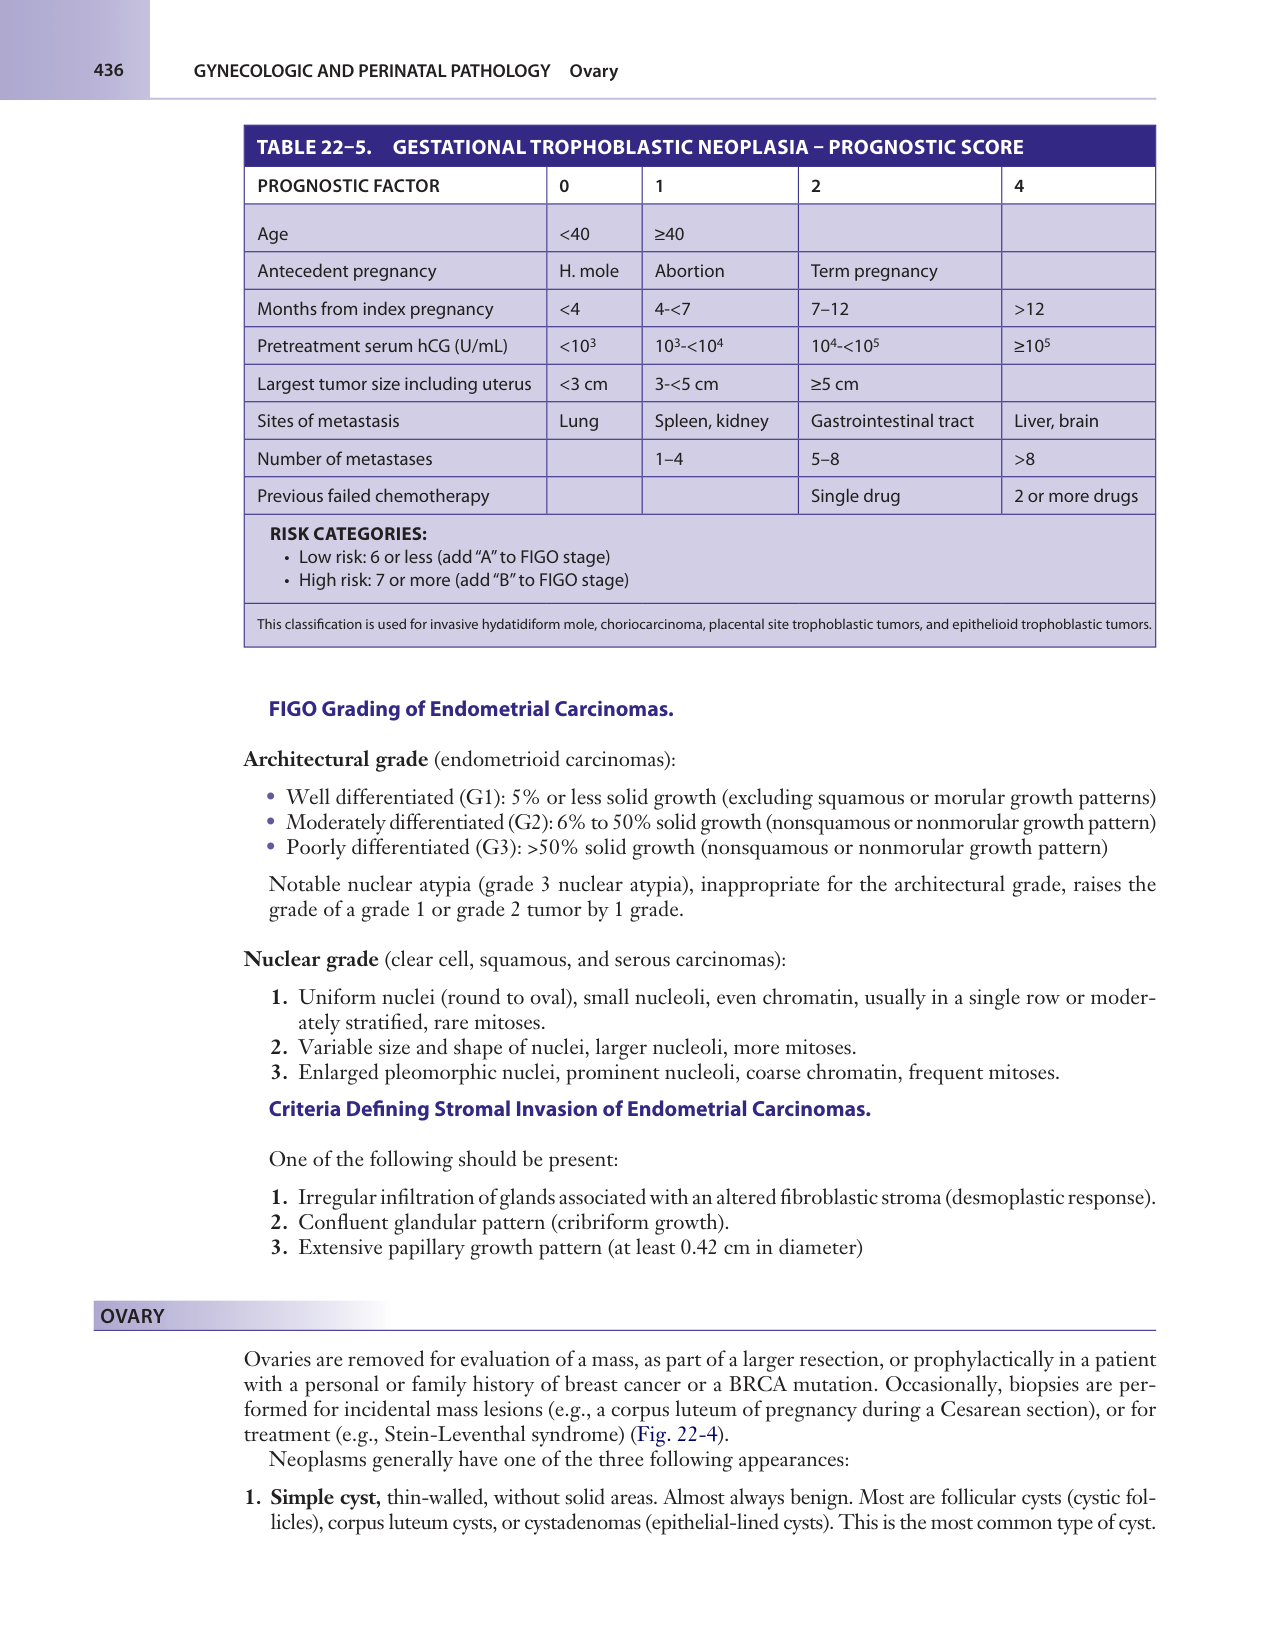 436
GYNECOLOGIC AND PERINATAL PATHOLOGY Ovary
TABLE 22–5. GESTATIONAL TROPHOBLASTIC NEOPLASIA – PROGNOSTIC SCORE
PROGNOSTIC FACTOR 0 1 2 4
Age <40 ≥40
Antecedent pregnancy H. mole Abortion Term pregnancy
Months from index pregnancy <4 4-<7 7–12 >12
Pretreatment serum hCG (U/mL) <10³ 10³-<10⁴ 10⁴-<10⁵ ≥10⁵
Largest tumor size including uterus <3 cm 3-<5 cm ≥5 cm
Sites of metastasis Lung Spleen, kidney Gastrointestinal tract Liver, brain
Number of metastases 1–4 5–8 >8
Previous failed chemotherapy Single drug 2 or more drugs
RISK CATEGORIES:
• Low risk: 6 or less (add “A” to FIGO stage)
• High risk: 7 or more (add “B” to FIGO stage)
This classification is used for invasive hydatidiform mole, choriocarcinoma, placental site trophoblastic tumors, and epithelioid trophoblastic tumors.
FIGO Grading of Endometrial Carcinomas.
Architectural grade (endometrioid carcinomas):
• Well differentiated (G1): 5% or less solid growth (excluding squamous or morular growth patterns)
• Moderately differentiated (G2): 6% to 50% solid growth (nonsquamous or nonmorular growth pattern)
• Poorly differentiated (G3): >50% solid growth (nonsquamous or nonmorular growth pattern)
Notable nuclear atypia (grade 3 nuclear atypia), inappropriate for the architectural grade, raises the
grade of a grade 1 or grade 2 tumor by 1 grade.
Nuclear grade (clear cell, squamous, and serous carcinomas):
1. Uniform nuclei (round to oval), small nucleoli, even chromatin, usually in a single row or moder-
ately stratified, rare mitoses.
2. Variable size and shape of nuclei, larger nucleoli, more mitoses.
3. Enlarged pleomorphic nuclei, prominent nucleoli, coarse chromatin, frequent mitoses.
Criteria Defining Stromal Invasion of Endometrial Carcinomas.
One of the following should be present:
1. Irregular infiltration of glands associated with an altered fibroblastic stroma (desmoplastic response).
2. Confluent glandular pattern (cribriform growth).
3. Extensive papillary growth pattern (at least 0.42 cm in diameter)
OVARY
Ovaries are removed for evaluation of a mass, as part of a larger resection, or prophylactically in a patient
with a personal or family history of breast cancer or a BRCA mutation. Occasionally, biopsies are per-
formed for incidental mass lesions (e.g., a corpus luteum of pregnancy during a Cesarean section), or for
treatment (e.g., Stein-Leventhal syndrome) (Fig. 22-4).
Neoplasms generally have one of the three following appearances:
1. Simple cyst, thin-walled, without solid areas. Almost always benign. Most are follicular cysts (cystic fol-
licles), corpus luteum cysts, or cystadenomas (epithelial-lined cysts). This is the most common type of cyst.